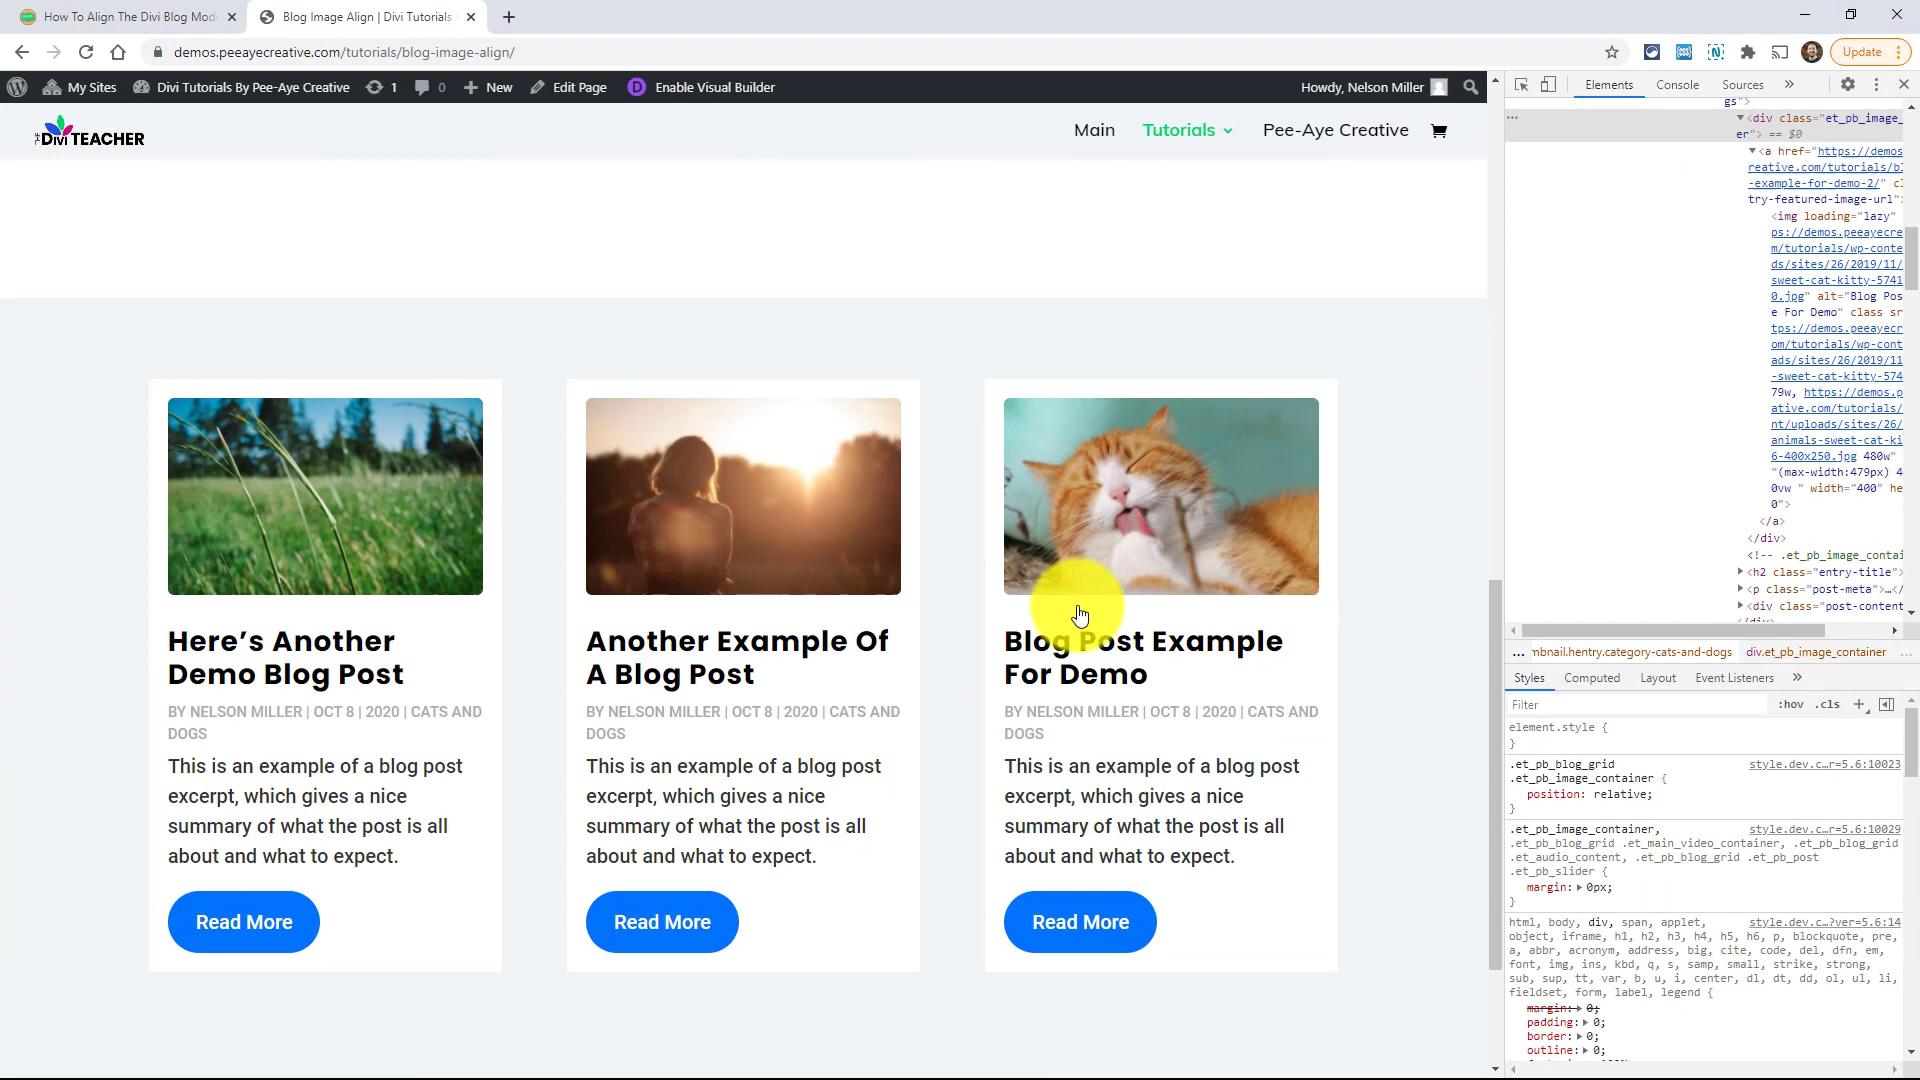 How To Align The Divi Blog Mod
Blog Image Align | Divi Tutorials
demos.peeayecreative.com/tutorials/blog-image-align/
Update
My Sites
Divi Tutorials By Pee-Aye Creative
1
0
New
Edit Page
Enable Visual Builder
Howdy, Nelson Miller
THE DIVI TEACHER
Main
Tutorials
Pee-Aye Creative
Here's Another
Demo Blog Post
BY NELSON MILLER | OCT 8 | 2020 | CATS AND
DOGS
This is an example of a blog post
excerpt, which gives a nice
summary of what the post is all
about and what to expect.
Read More
Another Example Of
A Blog Post
BY NELSON MILLER | OCT 8 | 2020 | CATS AND
DOGS
This is an example of a blog post
excerpt, which gives a nice
summary of what the post is all
about and what to expect.
Read More
Blog Post Example
For Demo
BY NELSON MILLER | OCT 8 | 2020 | CATS AND
DOGS
This is an example of a blog post
excerpt, which gives a nice
summary of what the post is all
about and what to expect.
Read More
Elements Console Sources »
gs">
<div class="et_pb_image_
er"> == $0
<a href="https://demos
reative.com/tutorials/bl
-example-for-demo-2/" cl
try-featured-image-url">
<img loading="lazy"
ps://demos.peeayecre
m/tutorials/wp-conte
ds/sites/26/2019/11/
sweet-cat-kitty-5741
0.jpg" alt="Blog Pos
e For Demo" class sr
tps://demos.peeayecr
om/tutorials/wp-cont
ads/sites/26/2019/11
-sweet-cat-kitty-574
79w, https://demos.p
ative.com/tutorials/
nt/uploads/sites/26/
animals-sweet-cat-ki
6-400x250.jpg 480w"
"(max-width:479px) 4
0vw " width="400" he
0">
</a>
</div>
<!-- .et_pb_image_contai
<h2 class="entry-title">
<p class="post-meta">…</
<div class="post-content
</div>
... mbnail.hentry.category-cats-and-dogs div.et_pb_image_container ...
Styles Computed Layout Event Listeners »
Filter :hov .cls +
element.style {
}
.et_pb_blog_grid style.dev.c…r=5.6:10023
.et_pb_image_container {
position: relative;
}
.et_pb_image_container, style.dev.c…r=5.6:10029
.et_pb_blog_grid .et_main_video_container, .et_pb_blog_grid
.et_audio_content, .et_pb_blog_grid .et_pb_post
.et_pb_slider {
margin: 0px;
}
html, body, div, span, applet, style.dev.c…?ver=5.6:14
object, iframe, h1, h2, h3, h4, h5, h6, p, blockquote, pre,
a, abbr, acronym, address, big, cite, code, del, dfn, em,
font, img, ins, kbd, q, s, samp, small, strike, strong,
sub, sup, tt, var, b, u, i, center, dl, dt, dd, ol, ul, li,
fieldset, form, label, legend {
margin: 0;
padding: 0;
border: 0;
outline: 0;